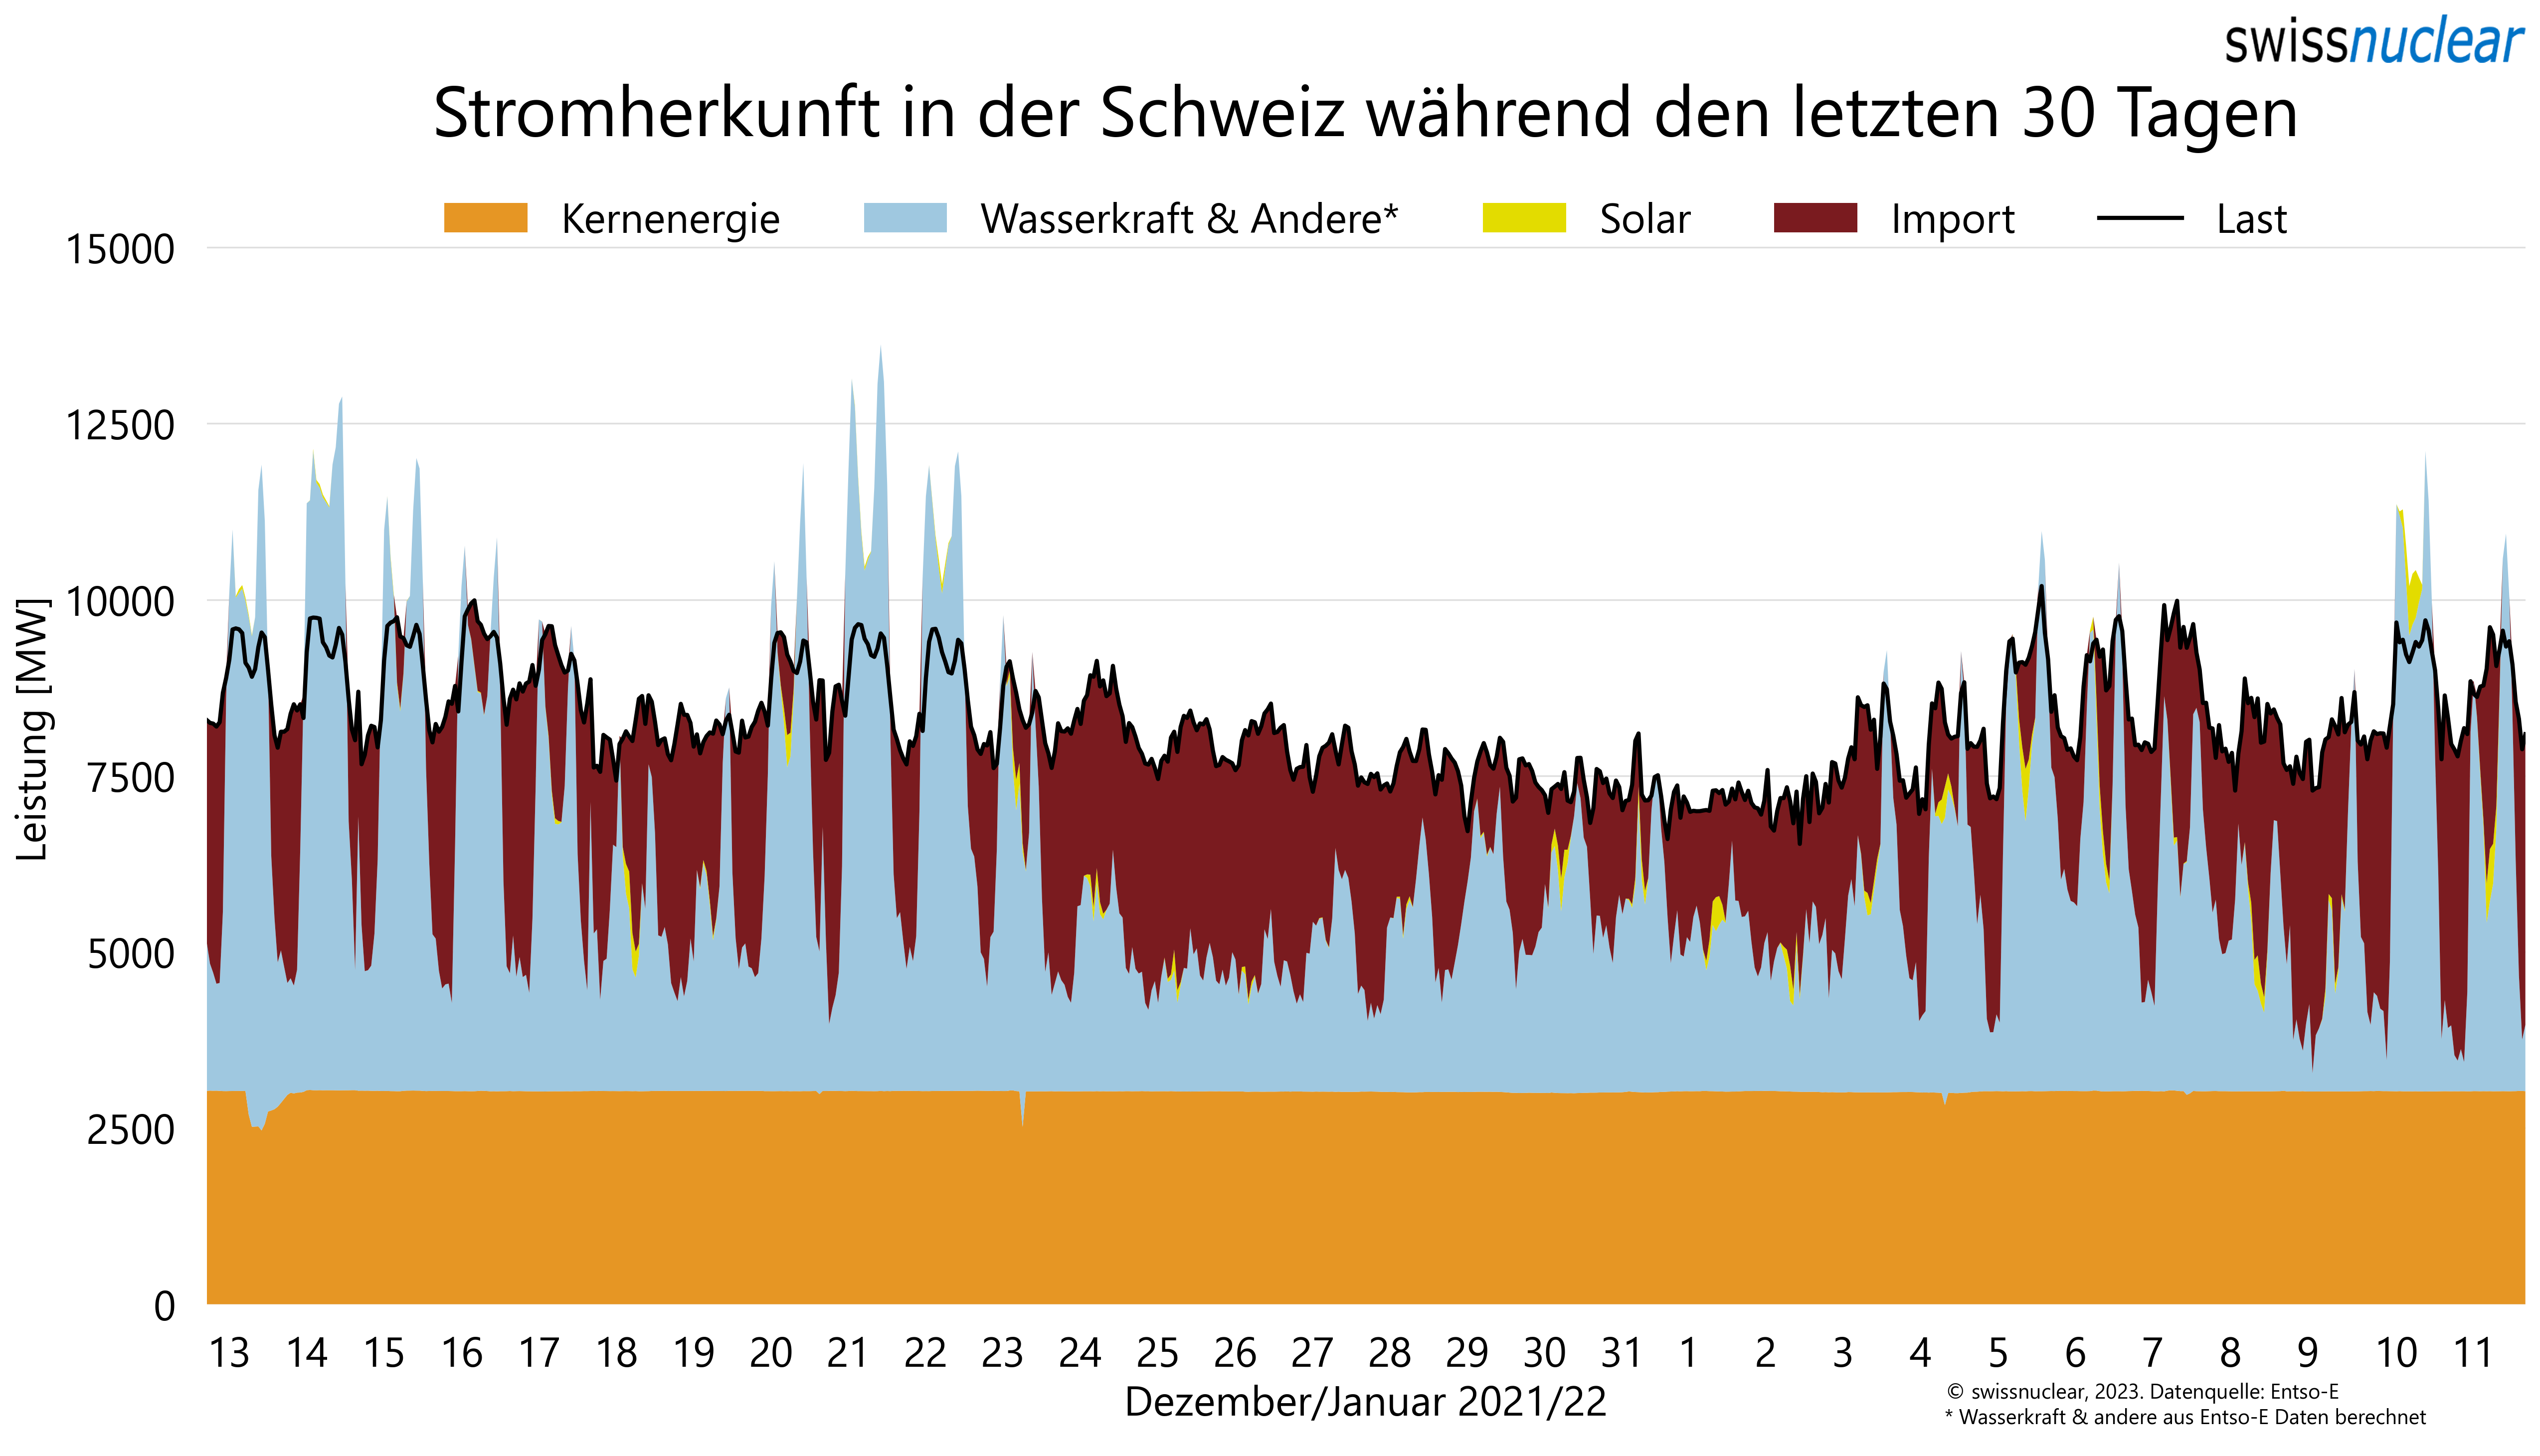 swissnuclear
Stromherkunft in der Schweiz während den letzten 30 Tagen
Kernenergie Wasserkraft & Andere* Solar Import Last
15000
12500
10000
7500
5000
2500
0
Leistung [MW]
13 14 15 16 17 18 19 20 21 22 23 24 25 26 27 28 29 30 31 1 2 3 4 5 6 7 8 9 10 11
Dezember/Januar 2021/22
© swissnuclear, 2023. Datenquelle: Entso-E
* Wasserkraft & andere aus Entso-E Daten berechnet